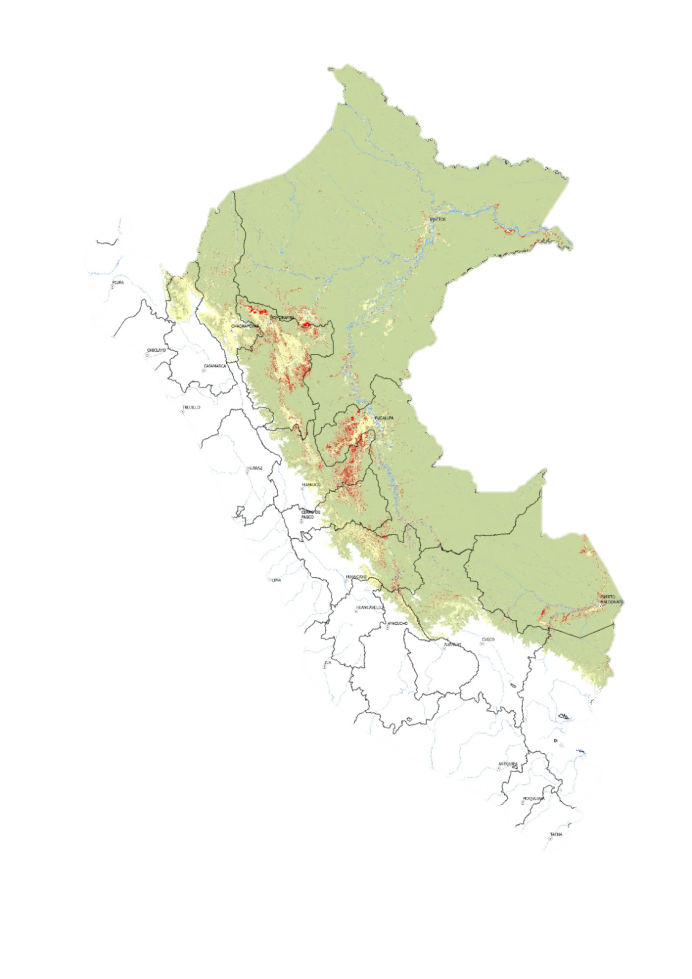 IQUITOS
PIURA
MOYOBAMBA
CHACHAPOYAS
CHICLAYO
CAJAMARCA
TRUJILLO
PUCALLPA
HUARAZ
HUANUCO
CERRO DE
PASCO
LIMA
HUANCAYO
PUERTO
MALDONADO
HUANCAVELICA
AYACUCHO
CUSCO
ABANCAY
ICA
AREQUIPA
MOQUEGUA
TACNA